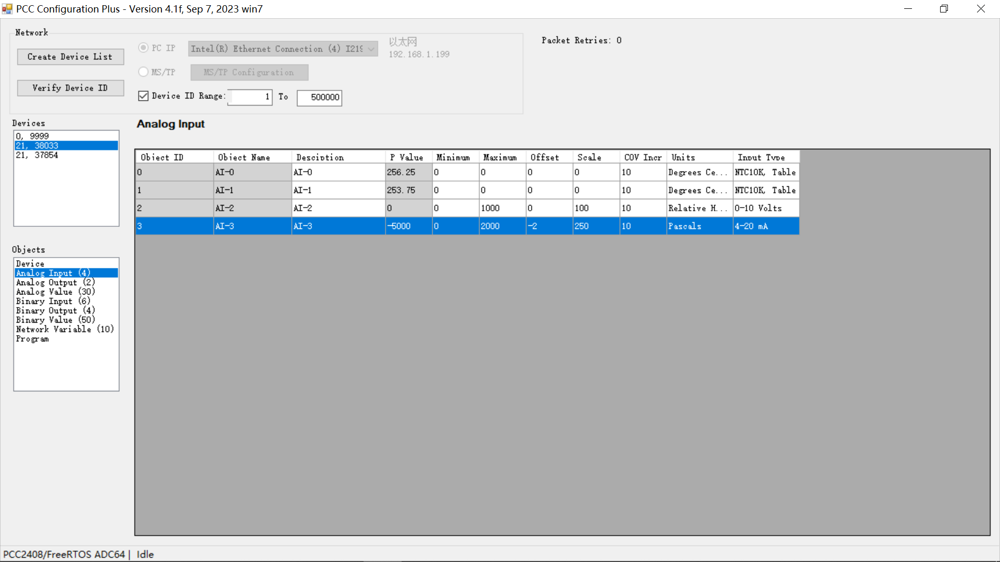 PCC Configuration Plus - Version 4.1f, Sep 7, 2023 win7
Network
Create Device List
PC IP
Intel(R) Ethernet Connection (4) I219
以太网
192.168.1.199
Packet Retries: 0
MS/TP
MS/TP Configuration
Verify Device ID
Device ID Range: 1 To 500000
Devices
0, 9999
21, 38033
21, 37854
Analog Input
Object ID Object Name Desciption P Value Minimum Maximum Offset Scale COV Incr Units Input Type
0 AI-0 AI-0 256.25 0 0 0 0 10 Degrees Ce... NTC10K, Table
1 AI-1 AI-1 253.75 0 0 0 0 10 Degrees Ce... NTC10K, Table
2 AI-2 AI-2 0 0 1000 0 100 10 Relative H... 0-10 Volts
3 AI-3 AI-3 -5000 0 2000 -2 250 10 Pascals 4-20 mA
Objects
Device
Analog Input (4)
Analog Output (2)
Analog Value (30)
Binary Input (6)
Binary Output (4)
Binary Value (50)
Network Variable (10)
Program
PCC2408/FreeRTOS ADC64 | Idle